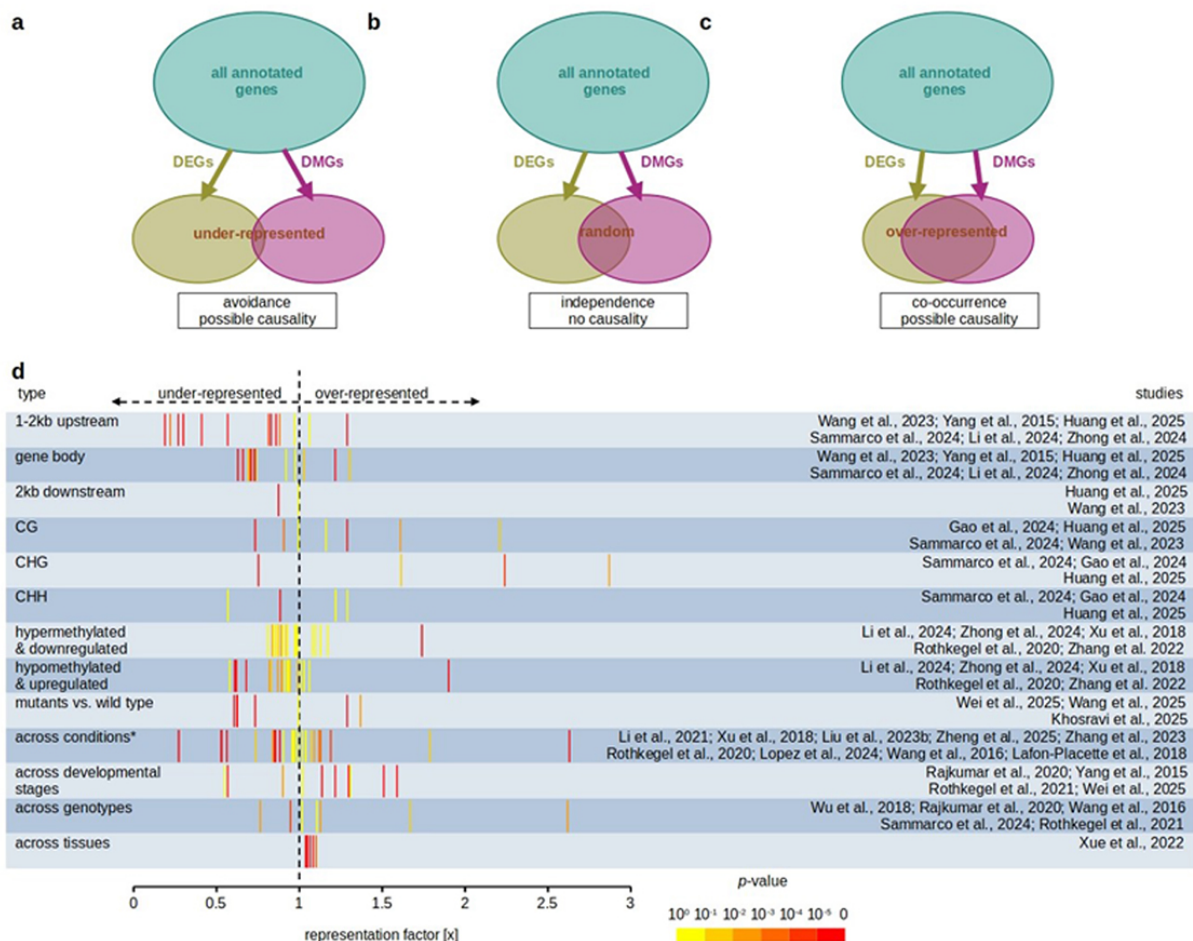 a
b
c
all annotated
genes
all annotated
genes
all annotated
genes
DEGs
DMGs
DEGs
DMGs
DEGs
DMGs
under-represented
random
over-represented
avoidance
possible causality
independence
no causality
co-occurrence
possible causality
d
type
under-represented
over-represented
studies
1-2kb upstream
Wang et al., 2023; Yang et al., 2015; Huang et al., 2025
Sammarco et al., 2024; Li et al., 2024; Zhong et al., 2024
gene body
Wang et al., 2023; Yang et al., 2015; Huang et al., 2025
Sammarco et al., 2024; Li et al., 2024; Zhong et al., 2024
2kb downstream
Huang et al., 2025
Wang et al., 2023
CG
Gao et al., 2024; Huang et al., 2025
Sammarco et al., 2024; Wang et al., 2023
CHG
Sammarco et al., 2024; Gao et al., 2024
Huang et al., 2025
CHH
Sammarco et al., 2024; Gao et al., 2024
Huang et al., 2025
hypermethylated
& downregulated
Li et al., 2024; Zhong et al., 2024; Xu et al., 2018
Rothkegel et al., 2020; Zhang et al. 2022
hypomethylated
& upregulated
Li et al., 2024; Zhong et al., 2024; Xu et al., 2018
Rothkegel et al., 2020; Zhang et al. 2022
mutants vs. wild type
Wei et al., 2025; Wang et al., 2025
Khosravi et al., 2025
across conditions*
Li et al., 2021; Xu et al., 2018; Liu et al., 2023b; Zheng et al., 2025; Zhang et al., 2023
Rothkegel et al., 2020; Lopez et al., 2024; Wang et al., 2016; Lafon-Placette et al., 2018
across developmental
stages
Rajkumar et al., 2020; Yang et al., 2015
Rothkegel et al., 2021; Wei et al., 2025
across genotypes
Wu et al., 2018; Rajkumar et al., 2020; Wang et al., 2016
Sammarco et al., 2024; Rothkegel et al., 2021
across tissues
Xue et al., 2022
0 0.5 1 1.5 2 2.5 3
representation factor [x]
p-value
10⁰ 10⁻¹ 10⁻² 10⁻³ 10⁻⁴ 10⁻⁵ 0